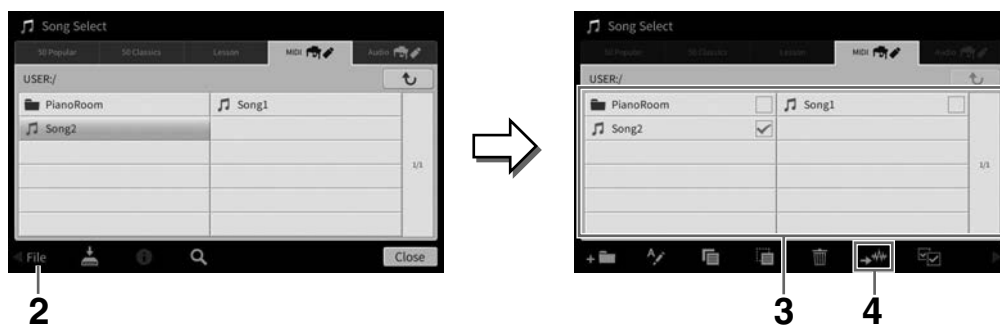 Song Select
50 Popular 50 Classics Lesson MIDI Audio
USER:/
PianoRoom Song1
Song2
1/1
File Close
2
Song Select
50 Popular 50 Classics Lesson MIDI Audio
USER:/
PianoRoom Song1
Song2
1/1
3 4